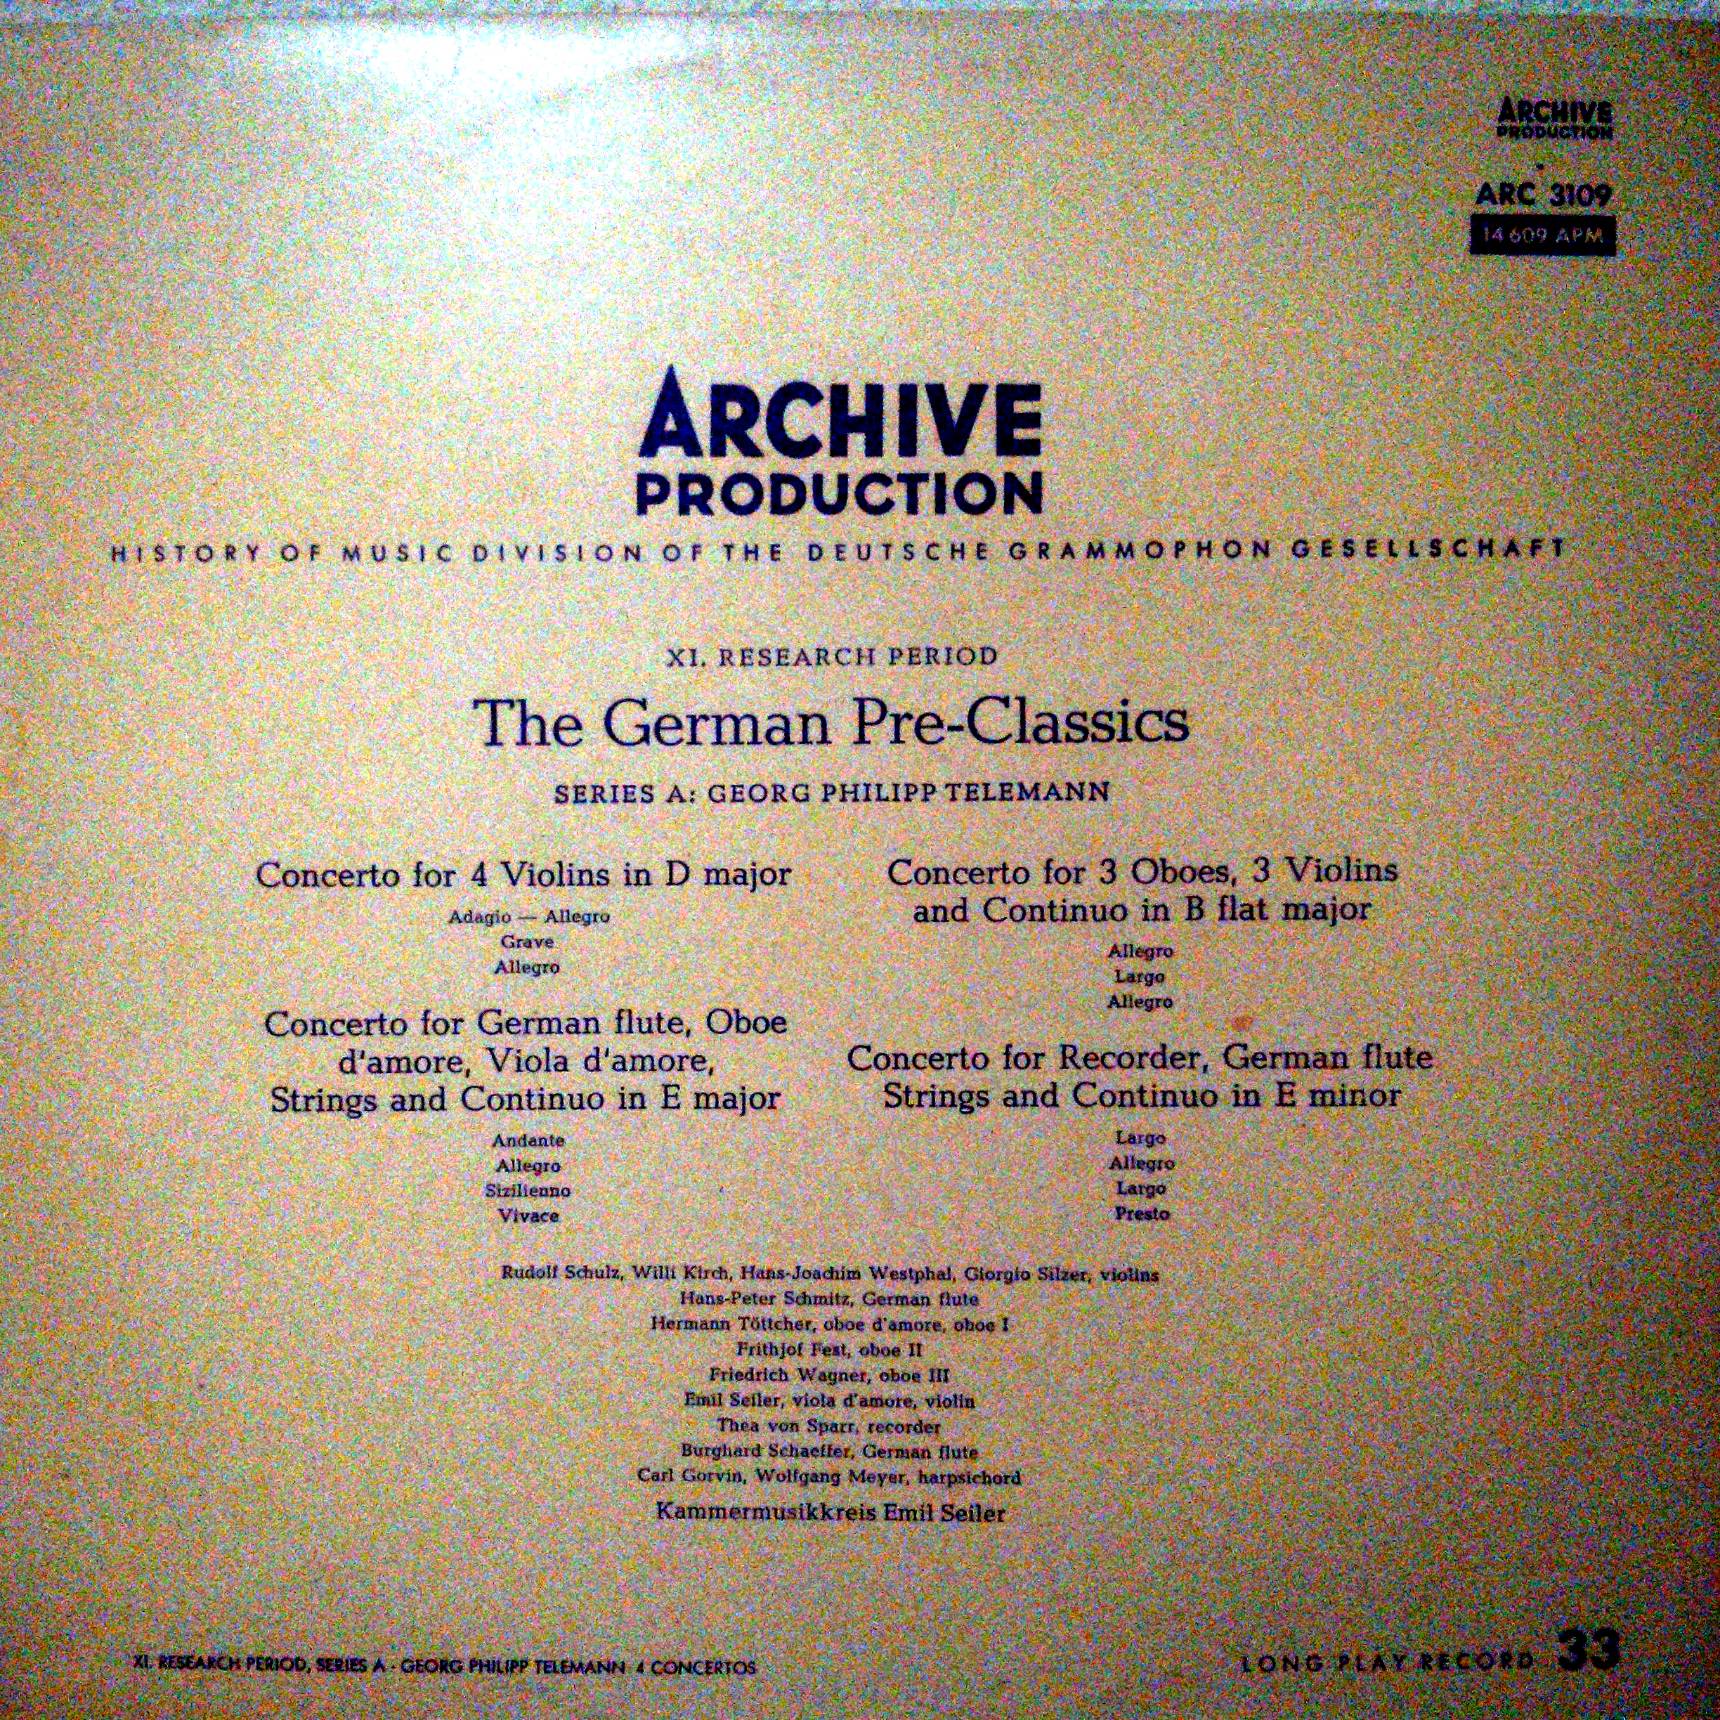 ARCHIVE
PRODUCTION
ARC 3109
14 609 APM
ARCHIVE
PRODUCTION
HISTORY OF MUSIC DIVISION OF THE DEUTSCHE GRAMMOPHON GESELLSCHAFT
XI. RESEARCH PERIOD
The German Pre-Classics
SERIES A: GEORG PHILIPP TELEMANN
Concerto for 4 Violins in D major
Adagio — Allegro
Grave
Allegro
Concerto for German flute, Oboe
d'amore, Viola d'amore,
Strings and Continuo in E major
Andante
Allegro
Sizilienno
Vivace
Concerto for 3 Oboes, 3 Violins
and Continuo in B flat major
Allegro
Largo
Allegro
Concerto for Recorder, German flute
Strings and Continuo in E minor
Largo
Allegro
Largo
Presto
Rudolf Schulz, Willi Kirch, Hans-Joachim Westphal, Giorgio Silzer, violins
Hans-Peter Schmitz, German flute
Hermann Töttcher, oboe d'amore, oboe I
Frithjof Fest, oboe II
Friedrich Wagner, oboe III
Emil Seiler, viola d'amore, violin
Thea von Sparr, recorder
Burghard Schaeffer, German flute
Carl Gorvin, Wolfgang Meyer, harpsichord
Kammermusikkreis Emil Seiler
XI. RESEARCH PERIOD, SERIES A · GEORG PHILIPP TELEMANN 4 CONCERTOS
LONG PLAY RECORD 33